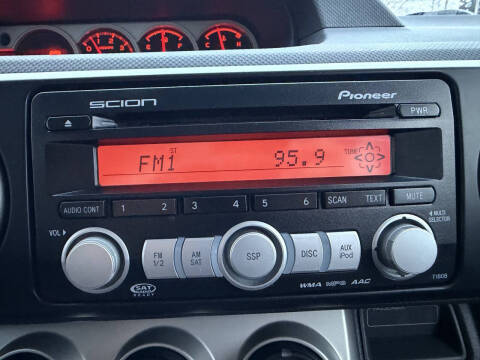 SCION Pioneer
PWR
ST
FM1 95.9 TUNE
AUDIO CONT 1 2 3 4 5 6 SCAN TEXT MUTE
VOL MULTI SELECTOR
FM 1/2 AM SAT SSP DISC AUX iPod
SAT READY
WMA MP3 AAC
T1808